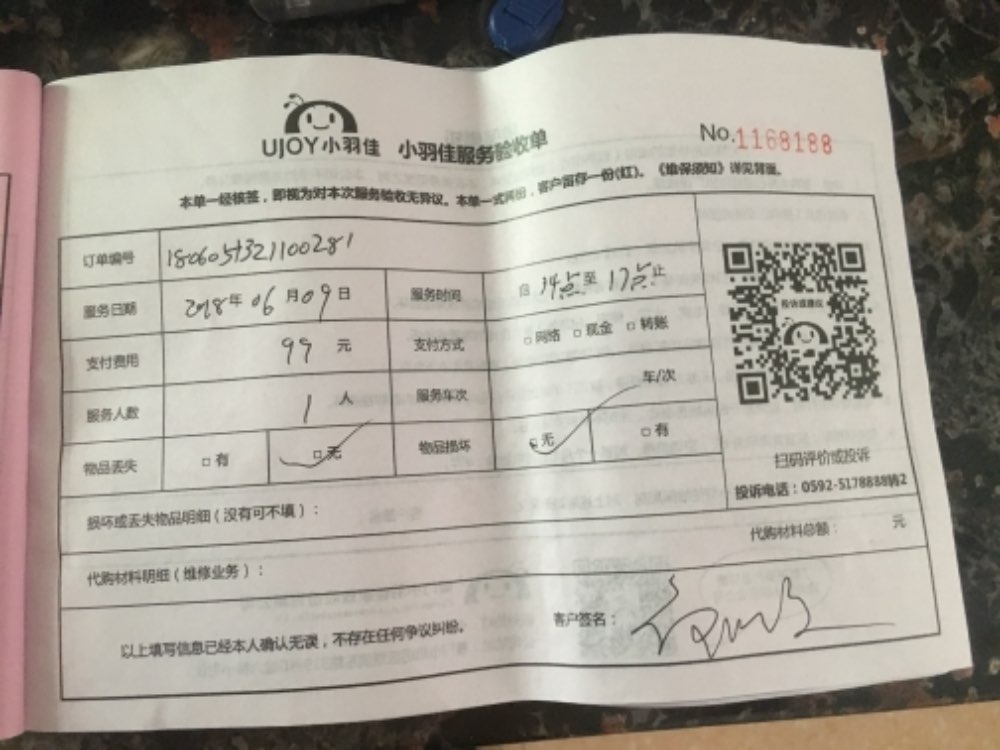 UJOY小羽佳 小羽佳服务验收单
No.1168188
本单一经核签，即视为对本次服务验收无异议。本单一式两份，客户留存一份(红)。《维保须知》详见背面。
订单编号
服务日期 2018年 06 月 09 日 服务时间 自 14点 至 17点 止
支付费用 99 元 支付方式 □网络 □现金 □转账
服务人数 1 人 服务车次 车/次
物品丢失 □有 □无 物品损坏 □无 □有
投诉或建议
扫码评价或投诉
投诉电话：0592-5178888转2
损坏或丢失物品明细（没有可不填）：
代购材料总额： 元
代购材料明细（维修业务）：
以上填写信息已经本人确认无误，不存在任何争议纠纷。
客户签名：